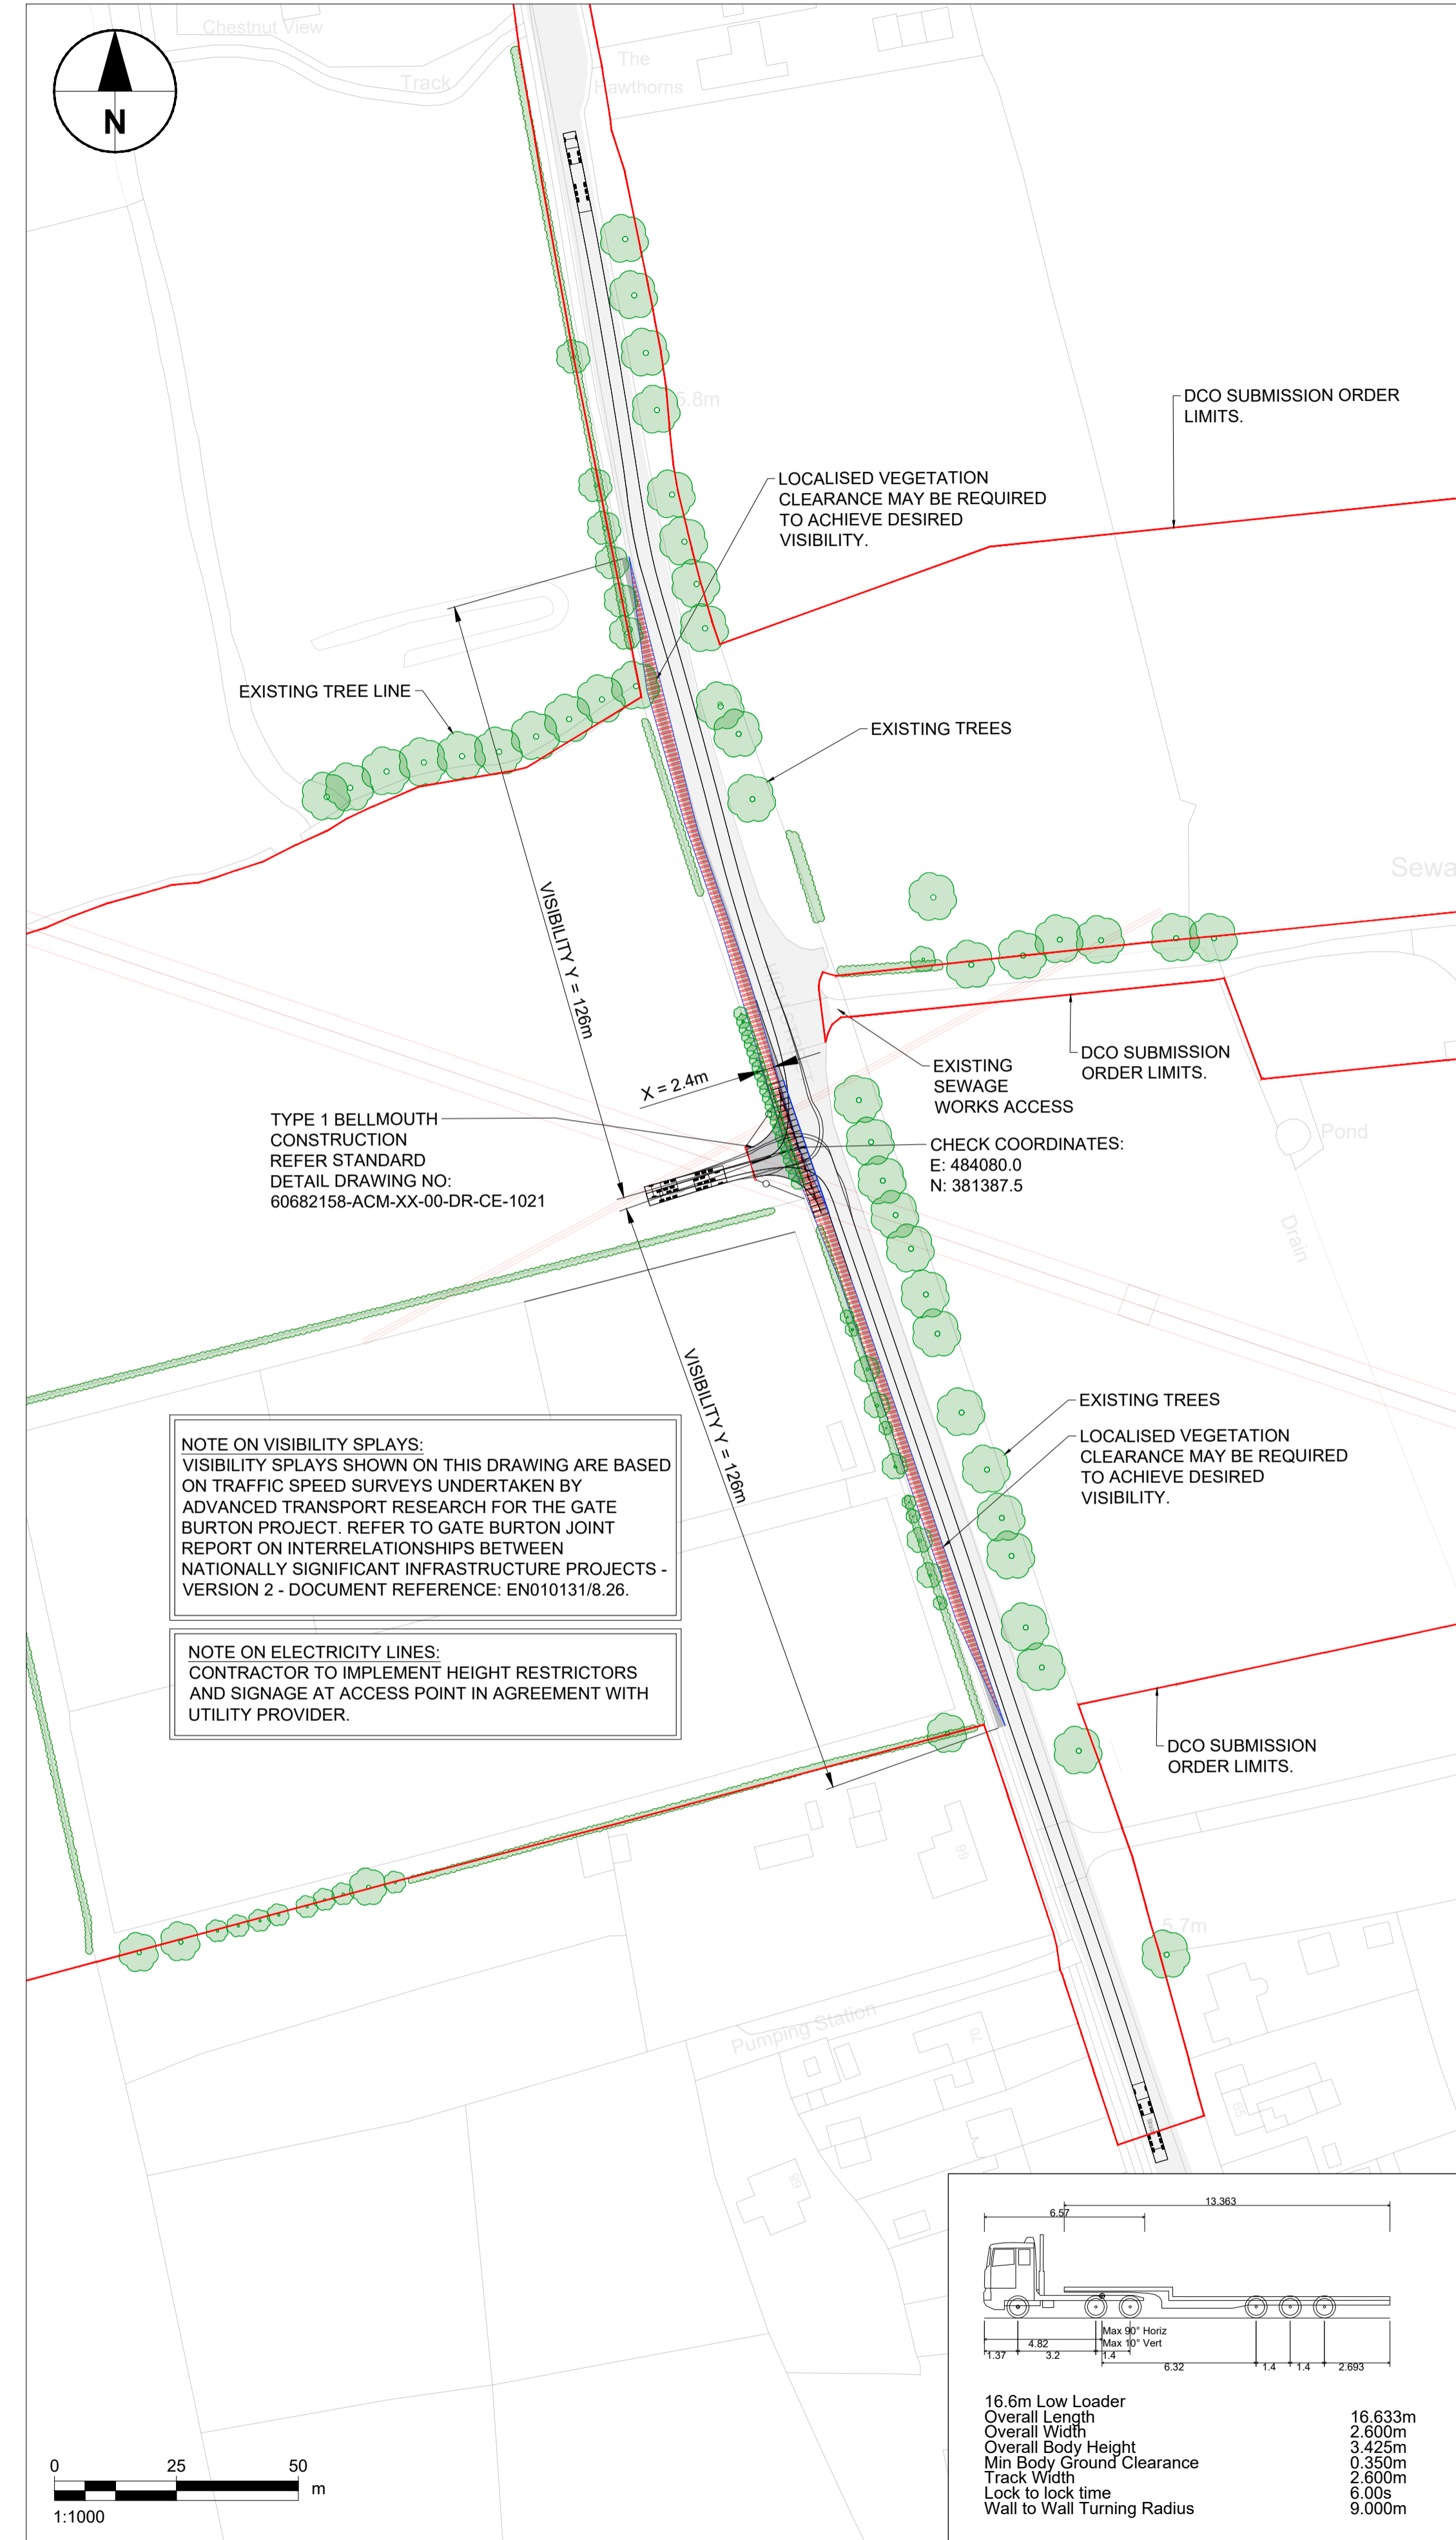 Chestnut View
Track
The
Hawthorns
N
5.8m
DCO SUBMISSION ORDER
LIMITS.
LOCALISED VEGETATION
CLEARANCE MAY BE REQUIRED
TO ACHIEVE DESIRED
VISIBILITY.
EXISTING TREE LINE
EXISTING TREES
VISIBILITY Y = 126m
X = 2.4m
EXISTING
SEWAGE
WORKS ACCESS
DCO SUBMISSION
ORDER LIMITS.
TYPE 1 BELLMOUTH
CONSTRUCTION
REFER STANDARD
DETAIL DRAWING NO:
60682158-ACM-XX-00-DR-CE-1021
CHECK COORDINATES:
E: 484080.0
N: 381387.5
Pond
Drain
VISIBILITY Y = 126m
EXISTING TREES
LOCALISED VEGETATION
CLEARANCE MAY BE REQUIRED
TO ACHIEVE DESIRED
VISIBILITY.
NOTE ON VISIBILITY SPLAYS:
VISIBILITY SPLAYS SHOWN ON THIS DRAWING ARE BASED
ON TRAFFIC SPEED SURVEYS UNDERTAKEN BY
ADVANCED TRANSPORT RESEARCH FOR THE GATE
BURTON PROJECT. REFER TO GATE BURTON JOINT
REPORT ON INTERRELATIONSHIPS BETWEEN
NATIONALLY SIGNIFICANT INFRASTRUCTURE PROJECTS -
VERSION 2 - DOCUMENT REFERENCE: EN010131/8.26.
NOTE ON ELECTRICITY LINES:
CONTRACTOR TO IMPLEMENT HEIGHT RESTRICTORS
AND SIGNAGE AT ACCESS POINT IN AGREEMENT WITH
UTILITY PROVIDER.
DCO SUBMISSION
ORDER LIMITS.
5.7m
Pumping Station
70
13.363
6.57
Max 90° Horiz
Max 10° Vert
4.82
1.37
3.2
1.4
6.32
1.4
1.4
2.693
16.6m Low Loader
Overall Length 16.633m
Overall Width 2.600m
Overall Body Height 3.425m
Min Body Ground Clearance 0.350m
Track Width 2.600m
Lock to lock time 6.00s
Wall to Wall Turning Radius 9.000m
0 25 50
m
1:1000